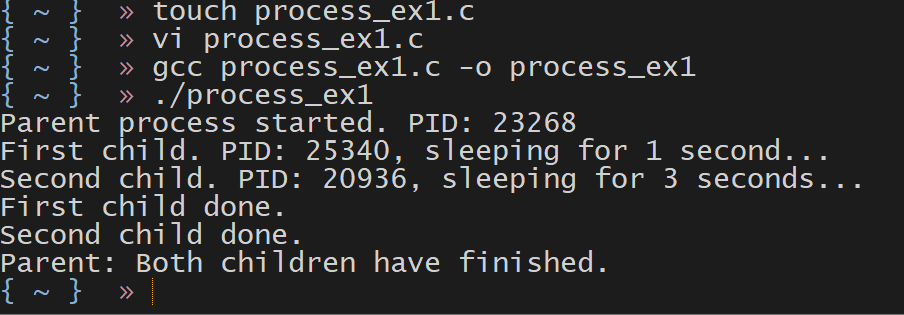 { ~ } » touch process_ex1.c
{ ~ } » vi process_ex1.c
{ ~ } » gcc process_ex1.c -o process_ex1
{ ~ } » ./process_ex1
Parent process started. PID: 23268
First child. PID: 25340, sleeping for 1 second...
Second child. PID: 20936, sleeping for 3 seconds...
First child done.
Second child done.
Parent: Both children have finished.
{ ~ } »